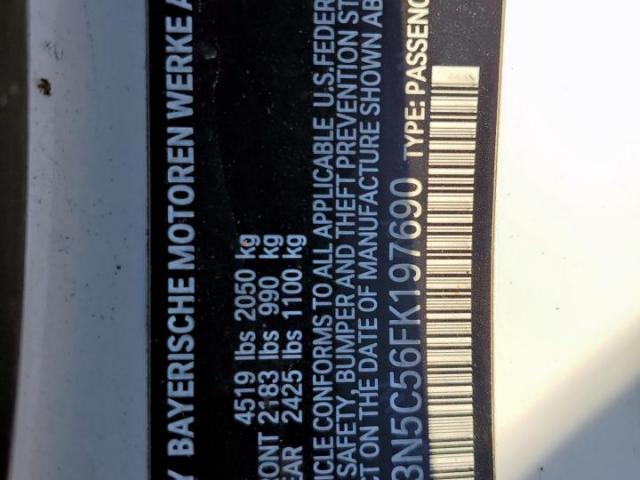 Y BAYERISCHE MOTOREN WERKE A
4519 lbs 2050 kg
RONT 2183 lbs 990 kg
EAR 2425 lbs 1100 kg
ICLE CONFORMS TO ALL APPLICABLE U.S.FEDER
SAFETY, BUMPER AND THEFT PREVENTION ST
CT ON THE DATE OF MANUFACTURE SHOWN AB
3N5C56FK197690 TYPE: PASSENG